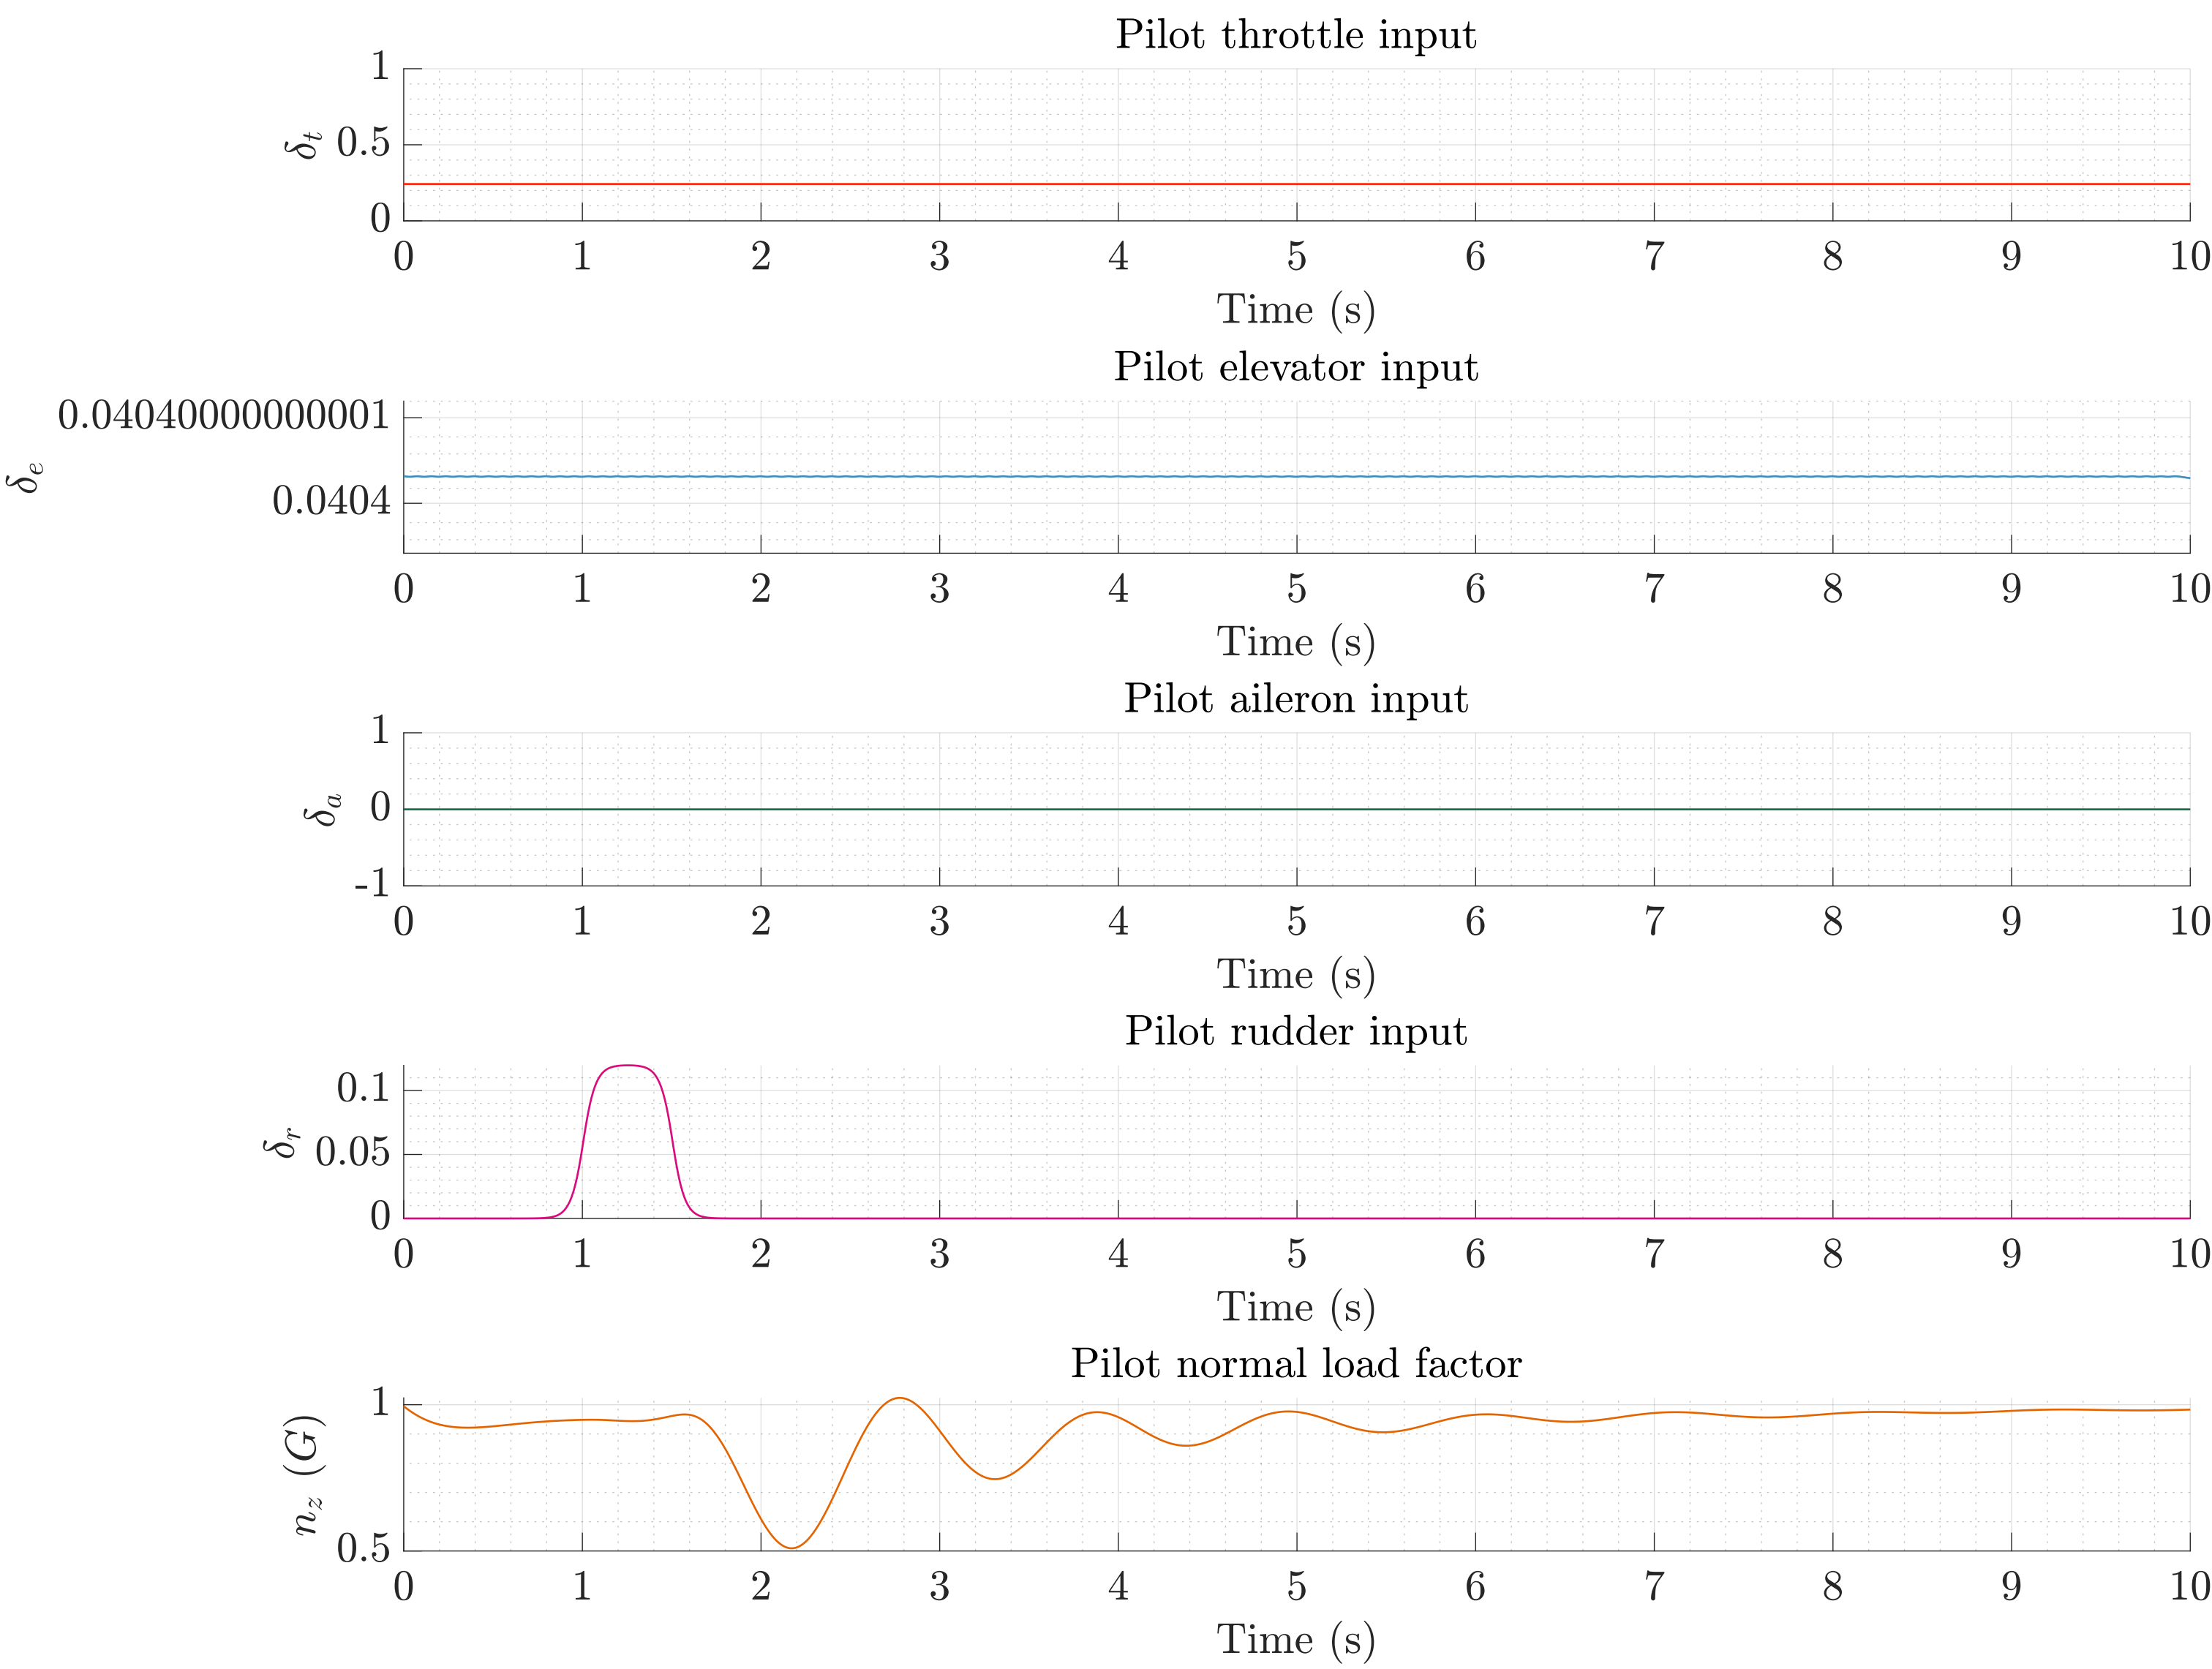 Pilot throttle input
1
δt 0.5
0
0 1 2 3 4 5 6 7 8 9 10
Time (s)
Pilot elevator input
0.040400000000001
δe
0.0404
0 1 2 3 4 5 6 7 8 9 10
Time (s)
Pilot aileron input
1
δa 0
-1
0 1 2 3 4 5 6 7 8 9 10
Time (s)
Pilot rudder input
0.1
δr 0.05
0
0 1 2 3 4 5 6 7 8 9 10
Time (s)
Pilot normal load factor
1
nz (G)
0.5
0 1 2 3 4 5 6 7 8 9 10
Time (s)